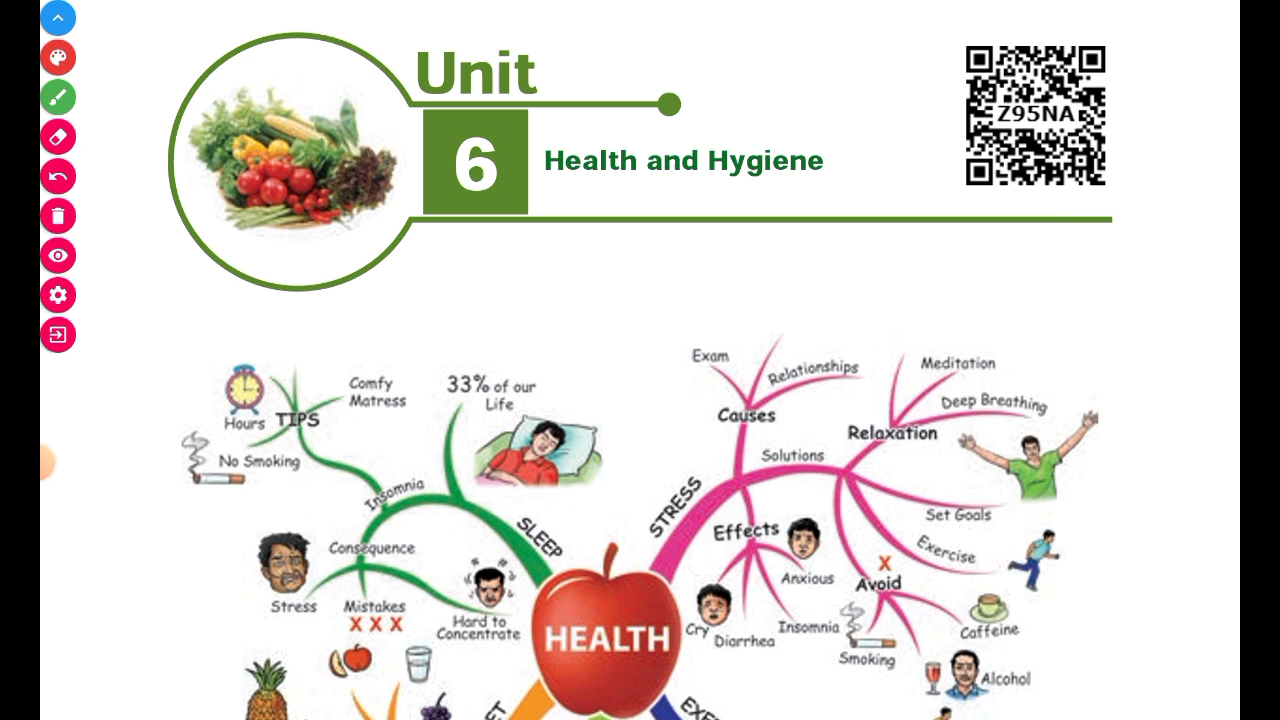 Unit
6
Health and Hygiene
Z95NA
Hours
TIPS
Comfy
Matress
No Smoking
33% of our
Life
Insomnia
SLEEP
Consequence
Stress
Mistakes
X X X
Hard to
Concentrate
Exam
Relationships
Causes
Meditation
Deep Breathing
Relaxation
Solutions
STRESS
Effects
Set Goals
Exercise
Anxious
X
Avoid
Cry
Diarrhea
Insomnia
Smoking
Caffeine
Alcohol
HEALTH